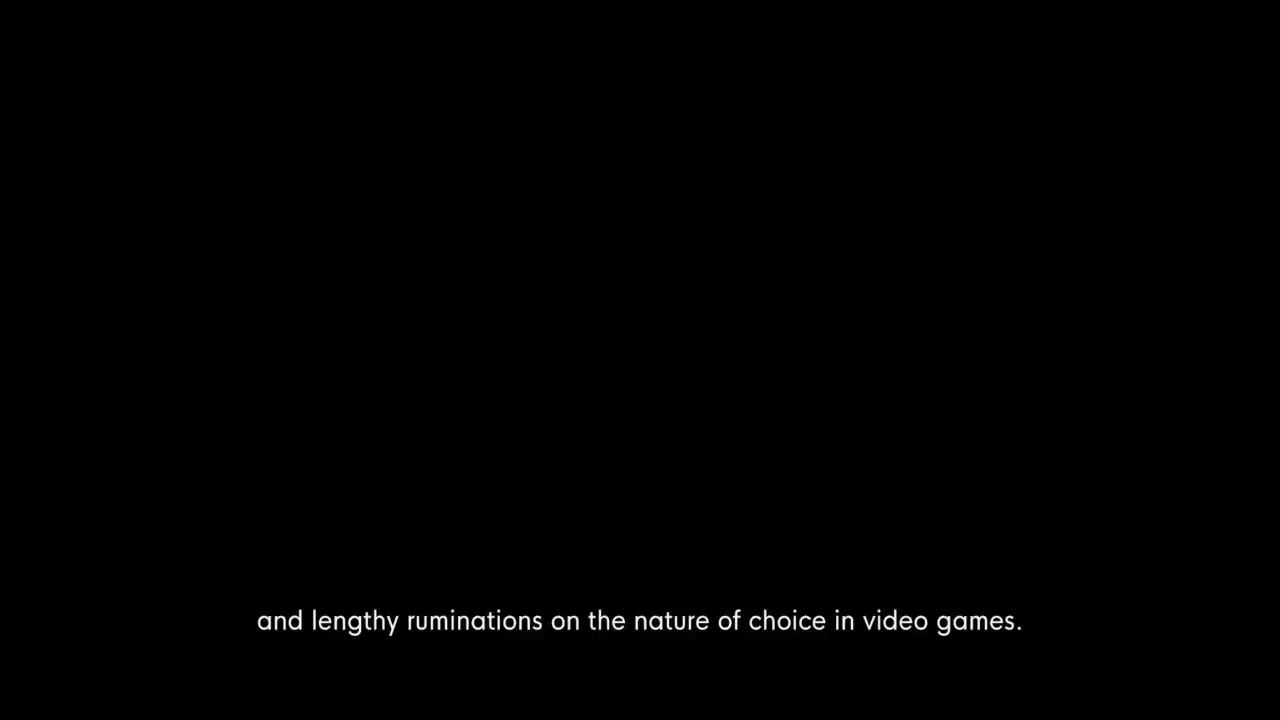 and lengthy ruminations on the nature of choice in video games.